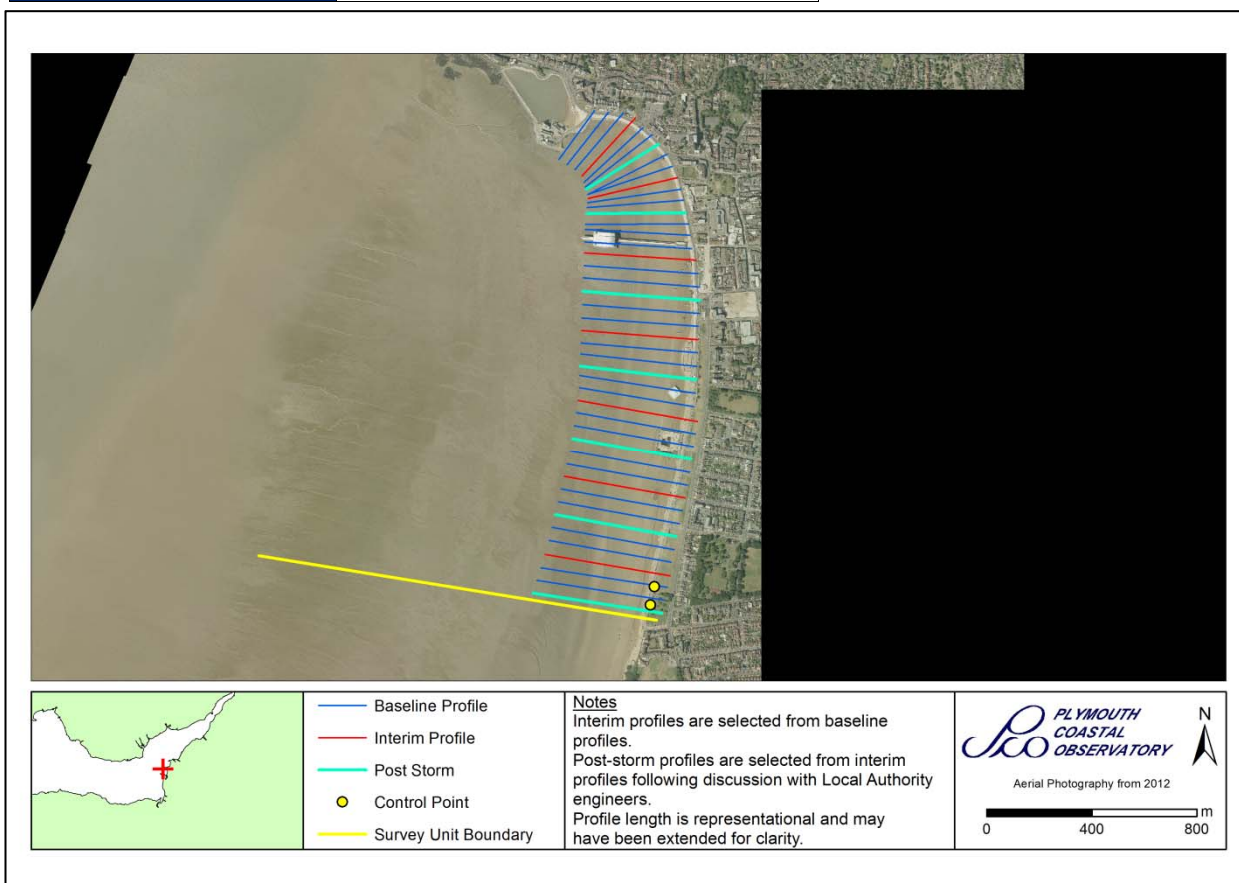 Baseline Profile
Interim Profile
Post Storm
Control Point
Survey Unit Boundary
Notes
Interim profiles are selected from baseline
profiles.
Post-storm profiles are selected from interim
profiles following discussion with Local Authority
engineers.
Profile length is representational and may
have been extended for clarity.
PCO
PLYMOUTH
COASTAL
OBSERVATORY
N
Aerial Photography from 2012
m
0 400 800